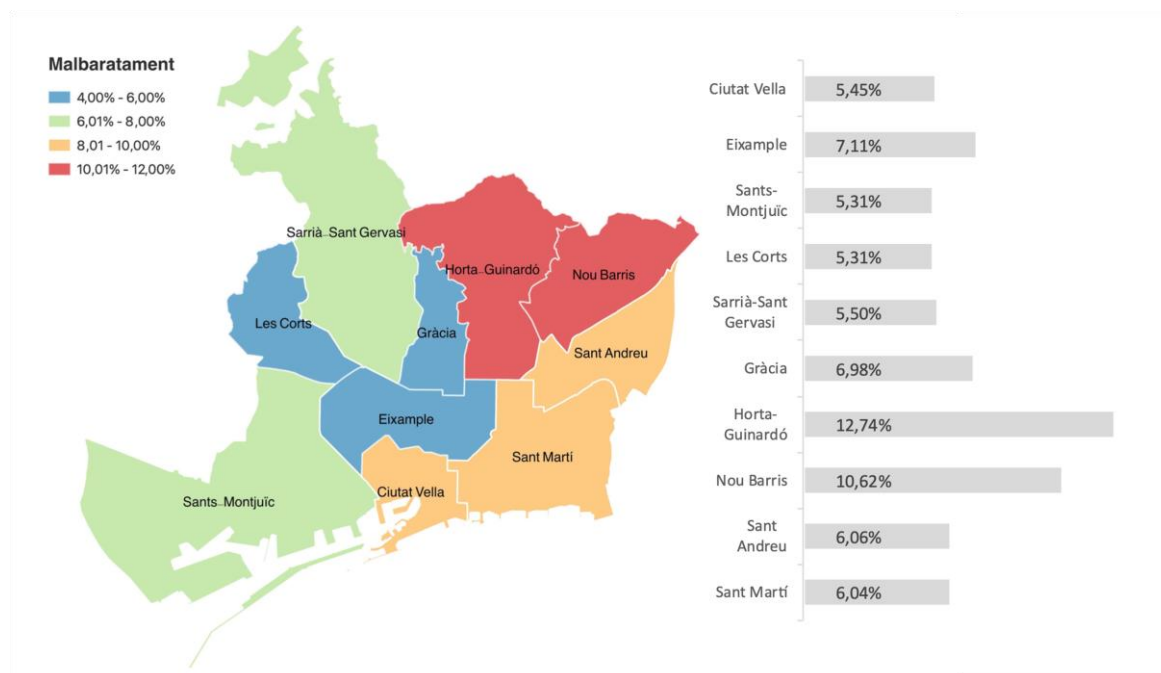 Malbaratament
4,00% - 6,00%
6,01% - 8,00%
8,01 - 10,00%
10,01% - 12,00%
Sarrià-Sant Gervasi
Horta-Guinardó
Nou Barris
Les Corts
Gràcia
Sant Andreu
Eixample
Sant Martí
Ciutat Vella
Sants-Montjuïc
Ciutat Vella 5,45%
Eixample 7,11%
Sants-
Montjuïc
5,31%
Les Corts 5,31%
Sarrià-Sant
Gervasi
5,50%
Gràcia 6,98%
Horta-
Guinardó
12,74%
Nou Barris 10,62%
Sant
Andreu
6,06%
Sant Martí 6,04%